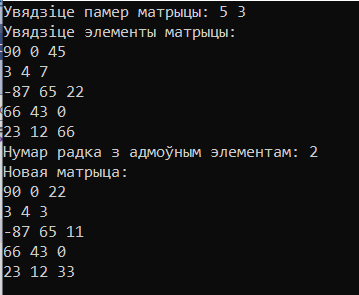 Увядзіце памер матрыцы: 5 3
Увядзіце элементы матрыцы:
90 0 45
3 4 7
-87 65 22
66 43 0
23 12 66
Нумар радка з адмоўным элементам: 2
Новая матрыца:
90 0 22
3 4 3
-87 65 11
66 43 0
23 12 33